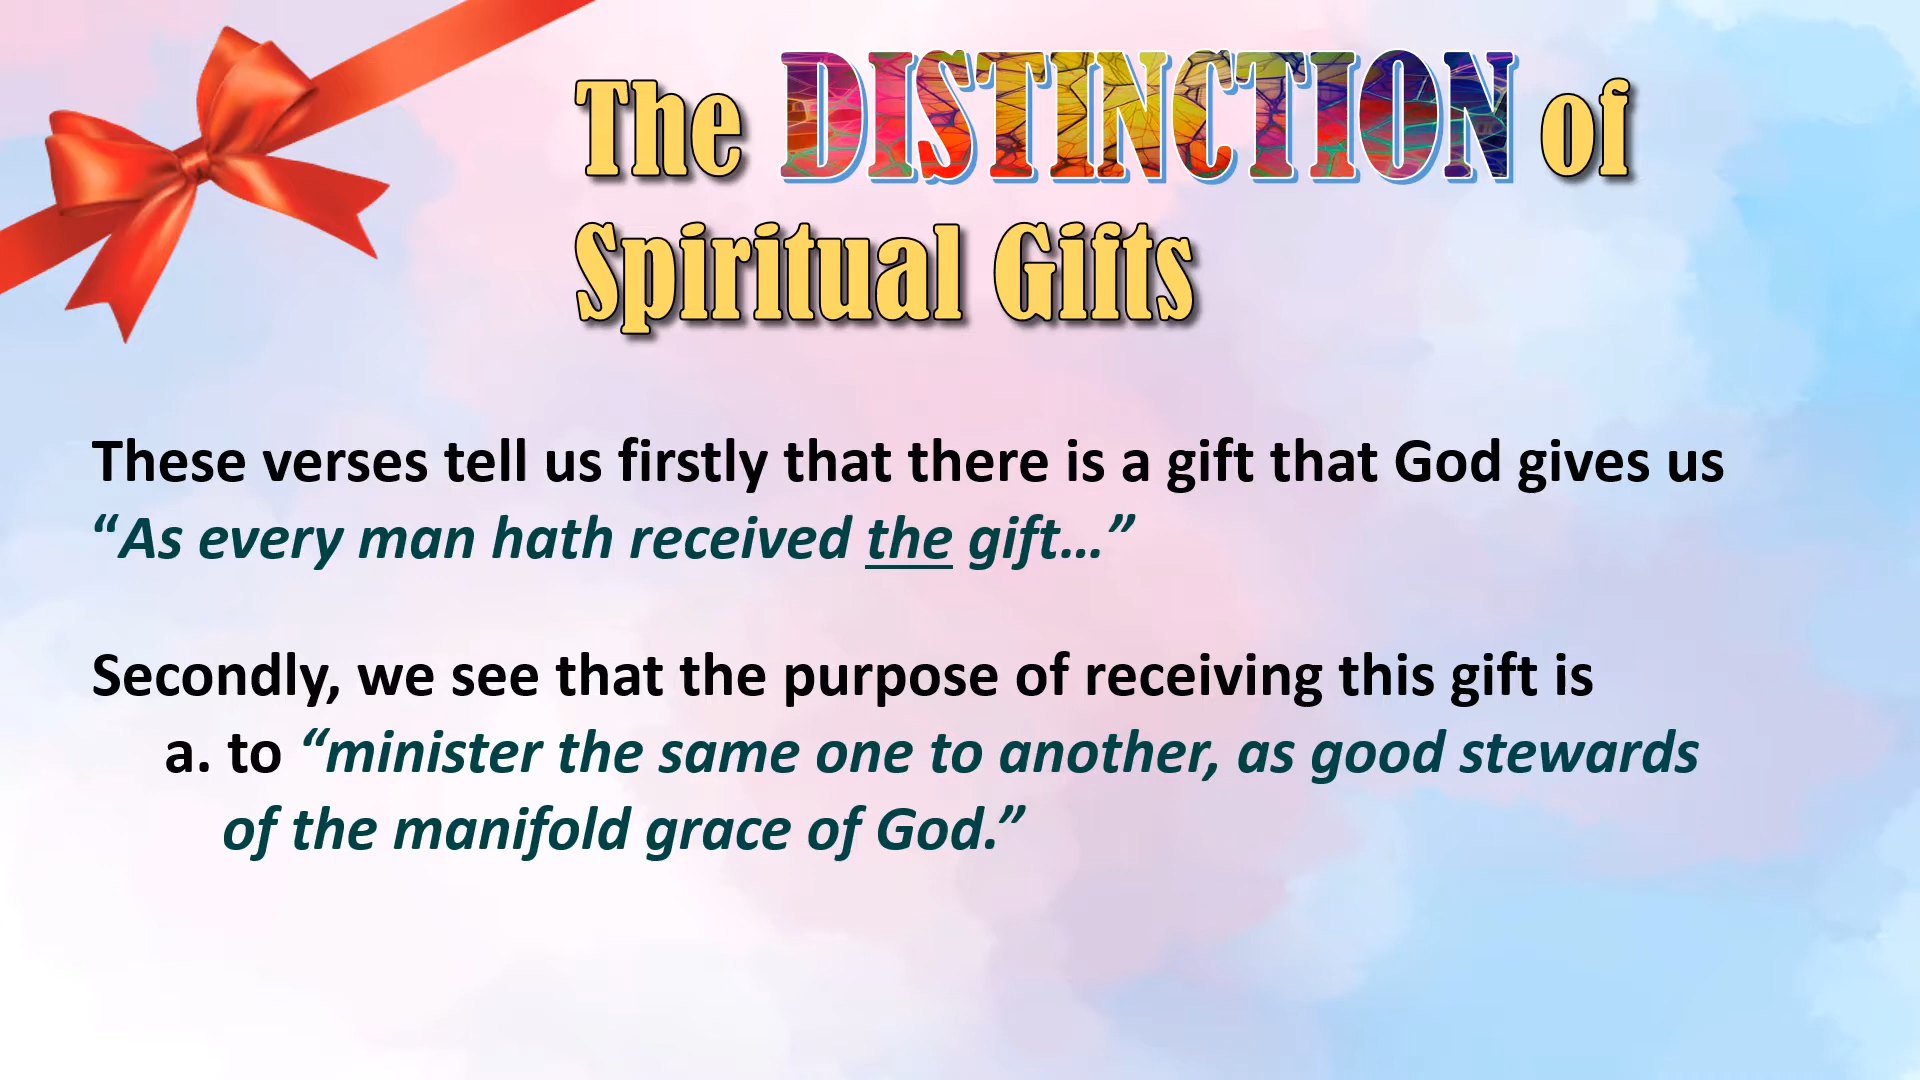 The DISTINCTION of
Spiritual Gifts
These verses tell us firstly that there is a gift that God gives us
“As every man hath received the gift…”
Secondly, we see that the purpose of receiving this gift is
a. to “minister the same one to another, as good stewards
of the manifold grace of God.”